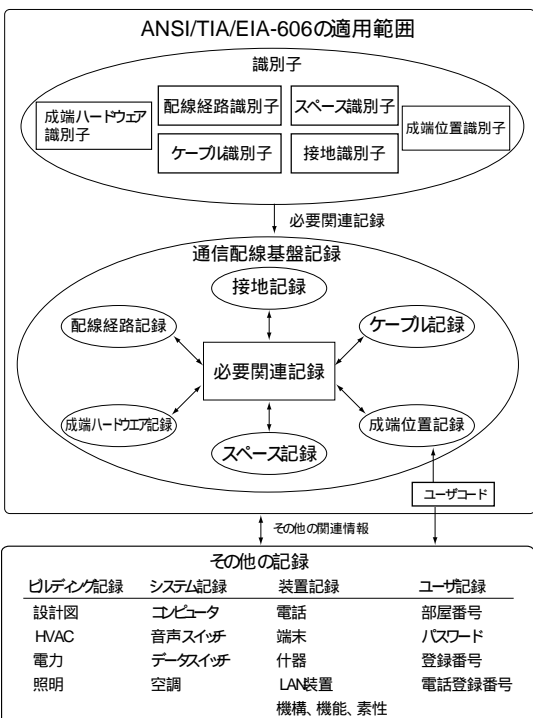 ANSI/TIA/EIA-606の適用範囲
識別子
成端ハードウェア
識別子
配線経路識別子
スペース識別子
成端位置識別子
ケーブル識別子
接地識別子
必要関連記録
通信配線基盤記録
接地記録
配線経路記録
ケーブル記録
必要関連記録
成端ハードウエア記録
成端位置記録
スペース記録
ユーザコード
その他の関連情報
その他の記録
ビルディング記録 システム記録 装置記録 ユーザ記録
設計図 コンピュータ 電話 部屋番号
HVAC 音声スイッチ 端末 パスワード
電力 データスイッチ 什器 登録番号
照明 空調 LAN装置 電話登録番号
機構、機能、素性